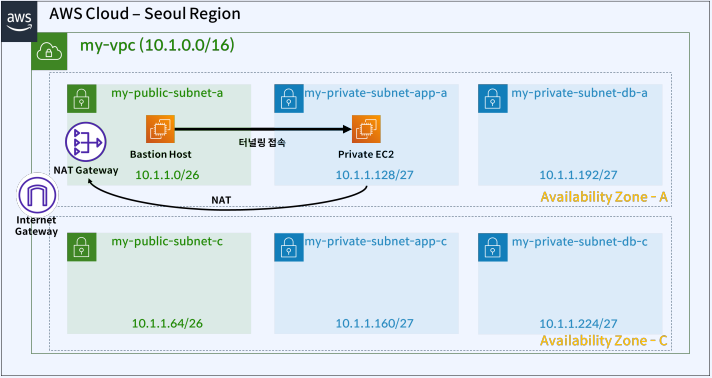 aws
AWS Cloud – Seoul Region
my-vpc (10.1.0.0/16)
my-public-subnet-a
my-private-subnet-app-a
my-private-subnet-db-a
터널링 접속
Bastion Host
Private EC2
NAT Gateway
10.1.1.0/26
10.1.1.128/27
10.1.1.192/27
NAT
Availability Zone - A
Internet
Gateway
my-public-subnet-c
my-private-subnet-app-c
my-private-subnet-db-c
10.1.1.64/26
10.1.1.160/27
10.1.1.224/27
Availability Zone - C